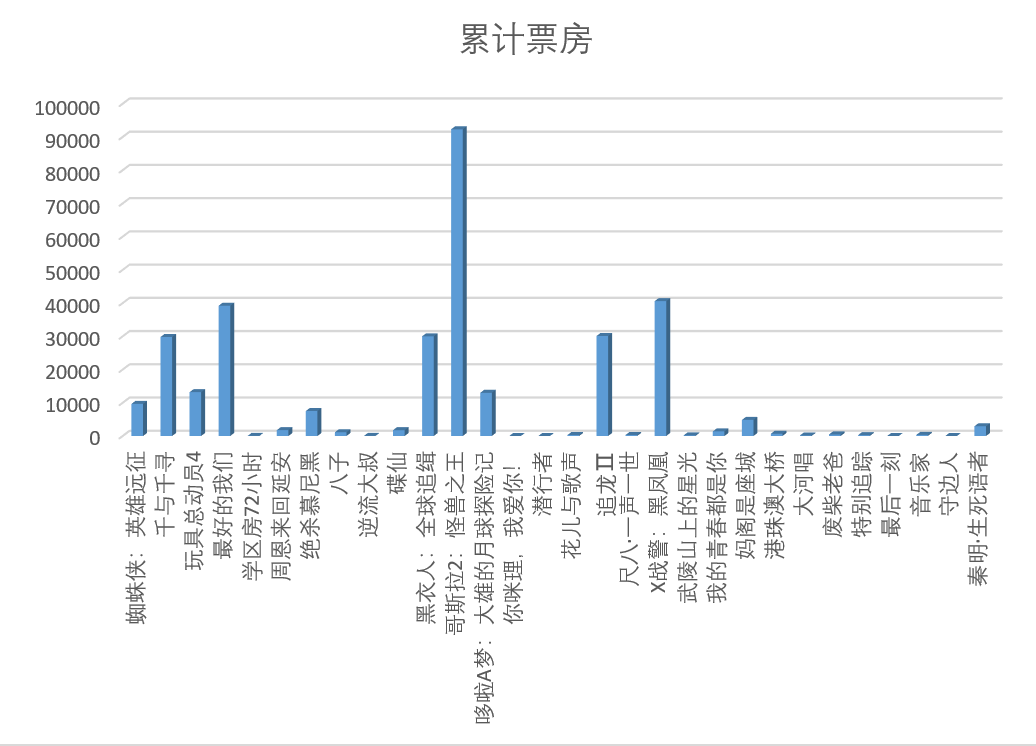 累计票房
100000
90000
80000
70000
60000
50000
40000
30000
20000
10000
0
蜘蛛侠：英雄远征
千与千寻
玩具总动员4
最好的我们
学区房72小时
周恩来回延安
绝杀慕尼黑
八子
逆流大叔
碟仙
黑衣人：全球追缉
哥斯拉2：怪兽之王
哆啦A梦：大雄的月球探险记
你咪理，我爱你！
潜行者
花儿与歌声
追龙Ⅱ
尺八·一声一世
X战警：黑凤凰
武陵山上的星光
我的青春都是你
妈阁是座城
港珠澳大桥
大河唱
废柴老爸
特别追踪
最后一刻
音乐家
守边人
秦明·生死语者